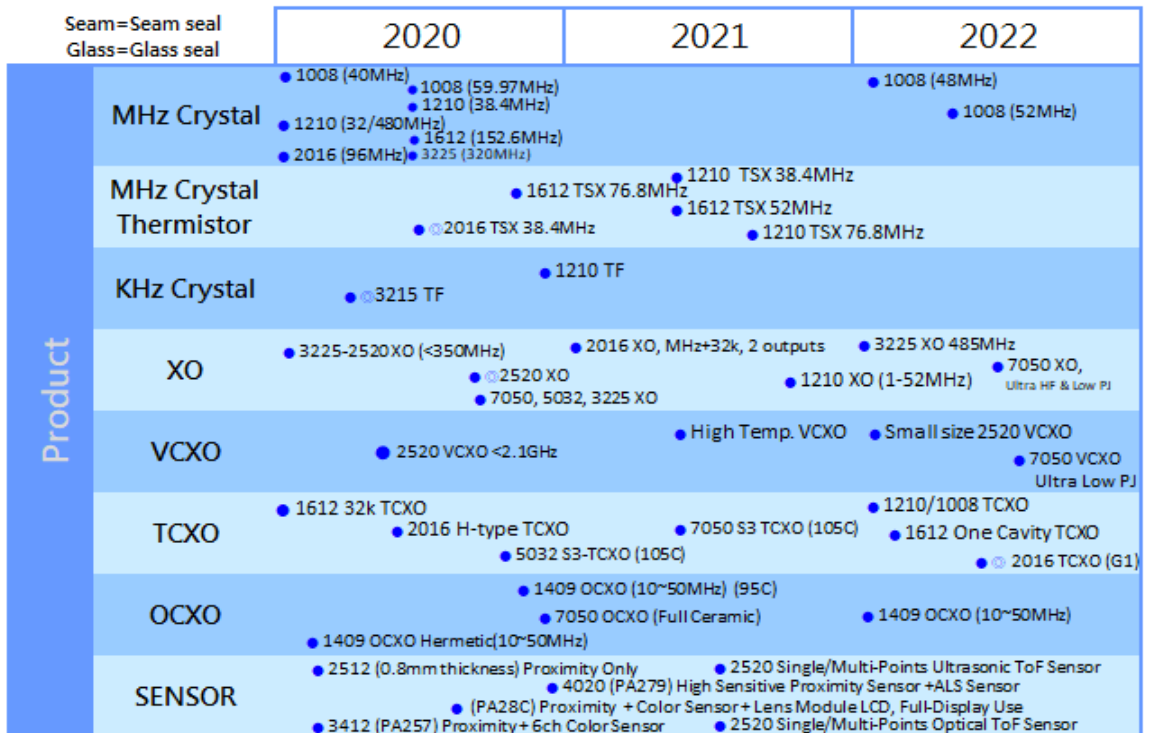 Seam=Seam seal
Glass=Glass seal
2020
2021
2022
Product
MHz Crystal
1008 (40MHz)
1008 (59.97MHz)
1210 (38.4MHz)
1210 (32/480MHz)
1612 (152.6MHz)
2016 (96MHz)
3225 (320MHz)
1008 (48MHz)
1008 (52MHz)
MHz Crystal
Thermistor
1612 TSX 76.8MHz
◎2016 TSX 38.4MHz
1210 TSX 38.4MHz
1612 TSX 52MHz
1210 TSX 76.8MHz
KHz Crystal
1210 TF
◎3215 TF
XO
3225-2520 XO (<350MHz)
◎2520 XO
7050, 5032, 3225 XO
2016 XO, MHz+32k, 2 outputs
1210 XO (1-52MHz)
3225 XO 485MHz
7050 XO,
Ultra HF & Low PJ
VCXO
2520 VCXO <2.1GHz
High Temp. VCXO
Small size 2520 VCXO
7050 VCXO
Ultra Low PJ
TCXO
1612 32k TCXO
2016 H-type TCXO
5032 S3-TCXO (105C)
7050 S3 TCXO (105C)
1210/1008 TCXO
1612 One Cavity TCXO
◎ 2016 TCXO (G1)
OCXO
1409 OCXO (10~50MHz) (95C)
7050 OCXO (Full Ceramic)
1409 OCXO Hermetic(10~50MHz)
1409 OCXO (10~50MHz)
SENSOR
2512 (0.8mm thickness) Proximity Only
2520 Single/Multi-Points Ultrasonic ToF Sensor
4020 (PA279) High Sensitive Proximity Sensor +ALS Sensor
(PA28C) Proximity + Color Sensor + Lens Module LCD, Full-Display Use
3412 (PA257) Proximity + 6ch Color Sensor
2520 Single/Multi-Points Optical ToF Sensor